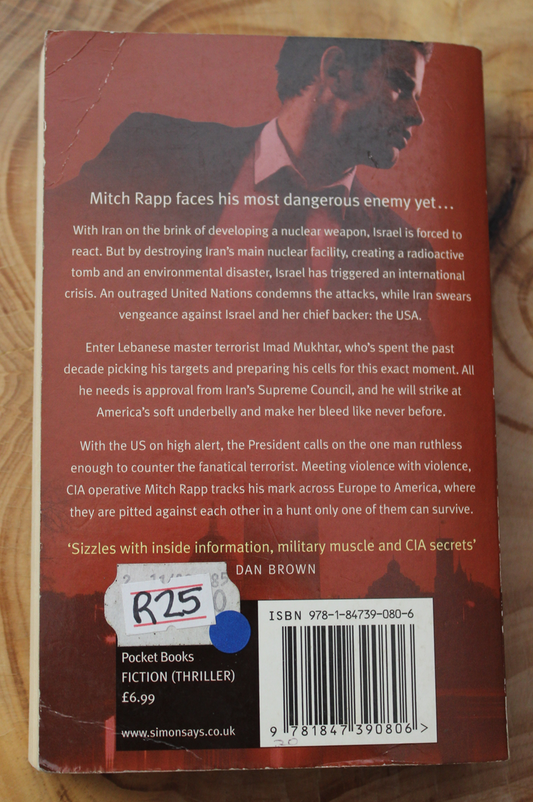 Mitch Rapp faces his most dangerous enemy yet...
With Iran on the brink of developing a nuclear weapon, Israel is forced to
react. But by destroying Iran's main nuclear facility, creating a radioactive
tomb and an environmental disaster, Israel has triggered an international
crisis. An outraged United Nations condemns the attacks, while Iran swears
vengeance against Israel and her chief backer: the USA.
Enter Lebanese master terrorist Imad Mukhtar, who's spent the past
decade picking his targets and preparing his cells for this exact moment. All
he needs is approval from Iran's Supreme Council, and he will strike at
America's soft underbelly and make her bleed like never before.
With the US on high alert, the President calls on the one man ruthless
enough to counter the fanatical terrorist. Meeting violence with violence,
CIA operative Mitch Rapp tracks his mark across Europe to America, where
they are pitted against each other in a hunt only one of them can survive.
'Sizzles with inside information, military muscle and CIA secrets'
DAN BROWN
R25
Pocket Books
FICTION (THRILLER)
£6.99
www.simonsays.co.uk
ISBN 978-1-84739-080-6
9 781847 390806 >